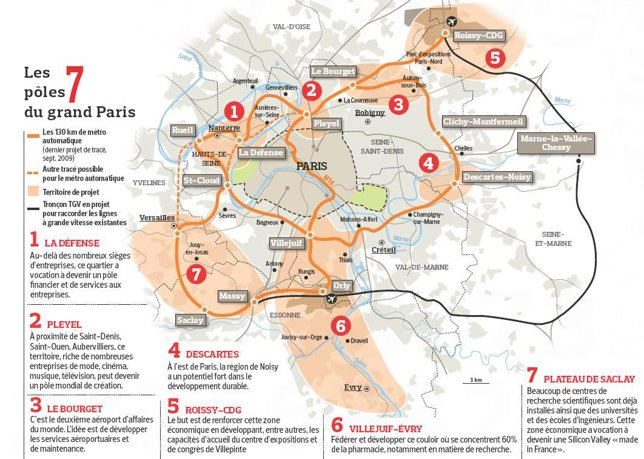 Les 7
pôles
du grand Paris
Les 130 km de métro
automatique
(dernier projet de tracé,
sept. 2009)
Autre tracé possible
pour le métro automatique
Territoire de projet
Tronçon TGV en projet
pour raccorder les lignes
à grande vitesse existantes
1 LA DÉFENSE
Au-delà des nombreux sièges
d'entreprises, ce quartier a
vocation à devenir un pôle
financier et de services aux
entreprises.
2 PLEYEL
À proximité de Saint-Denis,
Saint-Ouen, Aubervilliers, ce
territoire, riche de nombreuses
entreprises de mode, cinéma,
musique, télévision, peut devenir
un pôle mondial de création.
3 LE BOURGET
C'est le deuxième aéroport d'affaires
du monde. L'idée est de développer
les services aéroportuaires et
de maintenance.
4 DESCARTES
À l'est de Paris, la région de Noisy
a un potentiel fort dans le
développement durable.
5 ROISSY-CDG
Le but est de renforcer cette zone
économique en développant, entre autres, les
capacités d'accueil du centre d'expositions et
de congrès de Villepinte
6 VILLEJUIF-ÉVRY
Fédérer et développer ce couloir où se concentrent 60%
de la pharmacie, notamment en matière de recherche.
7 PLATEAU DE SACLAY
Beaucoup de centres de
recherche scientifiques sont déjà
installés ainsi que des universités
et des écoles d'ingénieurs. Cette
zone économique a vocation à
devenir une Silicon Valley « made
in France ».
VAL-D'OISE
Roissy-CDG
Parc d'expositions
Paris-Nord
5
Seine
Le Bourget
Argenteuil
Gennevilliers
2
Aulnay-
sous-Bois
3
La Courneuve
Asnières-
sur-Seine
1
Bobigny
Pleyel
Clichy-Montfermeil
Marne
Rueil
Nanterre
La Défense
SEINE-
SAINT-DENIS
Marne-la-Vallée-
Chessy
HAUTS-DE-
SEINE
Chelles
PARIS
4
M14
Descartes-Noisy
YVELINES
St-Cloud
Sèvres
Versailles
Bagneux
Maisons-Alfort
Champigny-
sur-Marne
Villejuif
Marne
Créteil
SEINE-
ET-MARNE
Jouy-
en-Josas
7
Antony
Thiais
VAL-DE-MARNE
Rungis
Orly
Massy
Saclay
ESSONNE
6
Juvisy-sur-Orge
Draveil
Seine
Évry
3 km